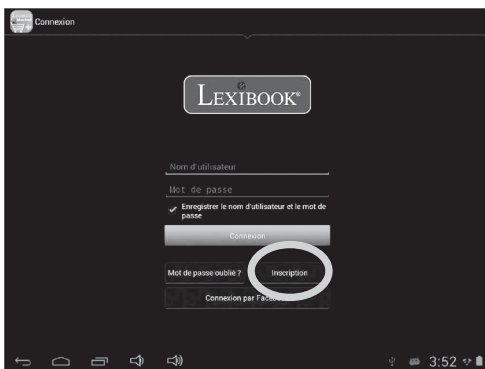 Connexion
LEXIBOOK®
Nom d'utilisateur
Mot de passe
Enregistrer le nom d'utilisateur et le mot de
passe
Connexion
Mot de passe oublié ? Inscription
Connexion par
3:52